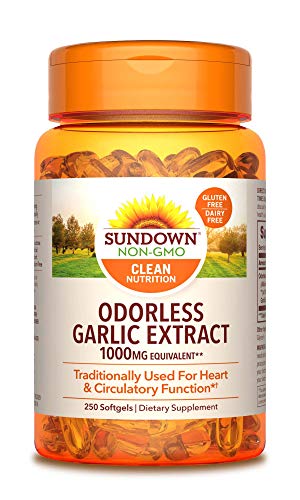 GLUTEN
FREE
DAIRY
FREE
SUNDOWN®
NON-GMO
CLEAN
NUTRITION
ODORLESS
GARLIC EXTRACT
1000MG EQUIVALENT**
Traditionally Used For Heart
& Circulatory Function*†
250 Softgels | Dietary Supplement